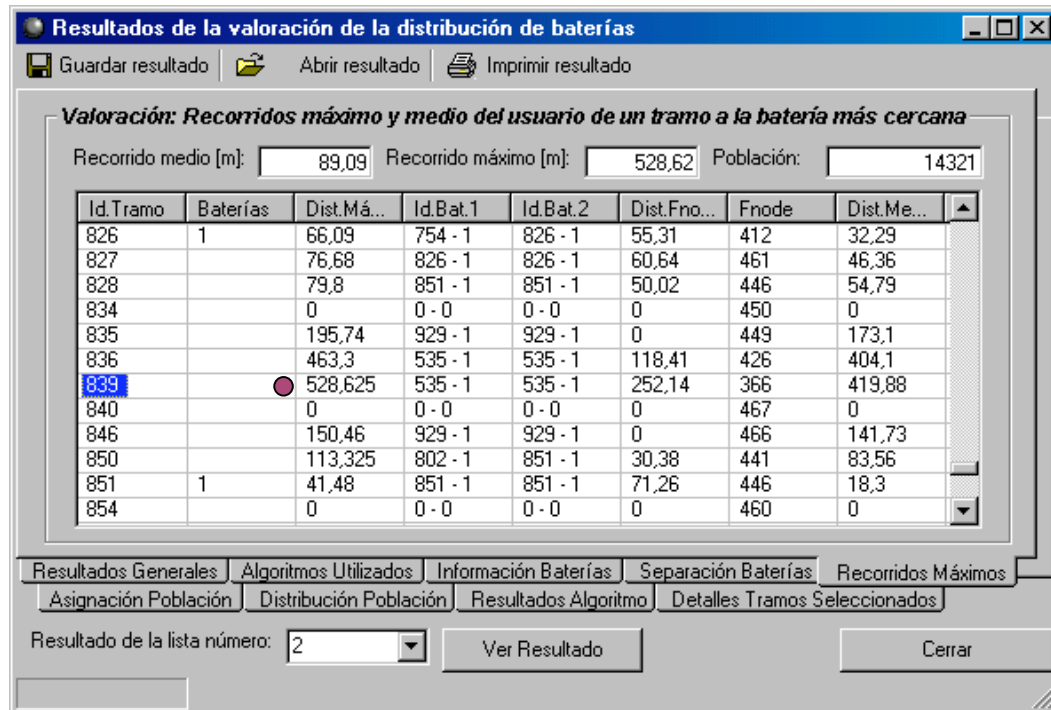 Resultados de la valoración de la distribución de baterías
Guardar resultado Abrir resultado Imprimir resultado
Valoración: Recorridos máximo y medio del usuario de un tramo a la batería más cercana
Recorrido medio [m]: 89,09 Recorrido máximo [m]: 528,62 Población: 14321
Id.Tramo Baterías Dist.Má... Id.Bat.1 Id.Bat.2 Dist.Fno... Fnode Dist.Me...
826 1 66,09 754 - 1 826 - 1 55,31 412 32,29
827 76,68 826 - 1 826 - 1 60,64 461 46,36
828 79,8 851 - 1 851 - 1 50,02 446 54,79
834 0 0 - 0 0 - 0 0 450 0
835 195,74 929 - 1 929 - 1 0 449 173,1
836 463,3 535 - 1 535 - 1 118,41 426 404,1
839 528,625 535 - 1 535 - 1 252,14 366 419,88
840 0 0 - 0 0 - 0 0 467 0
846 150,46 929 - 1 929 - 1 0 466 141,73
850 113,325 802 - 1 851 - 1 30,38 441 83,56
851 1 41,48 851 - 1 851 - 1 71,26 446 18,3
854 0 0 - 0 0 - 0 0 460 0
Resultados Generales Algoritmos Utilizados Información Baterías Separación Baterías Recorridos Máximos
Asignación Población Distribución Población Resultados Algoritmo Detalles Tramos Seleccionados
Resultado de la lista número: 2 Ver Resultado Cerrar